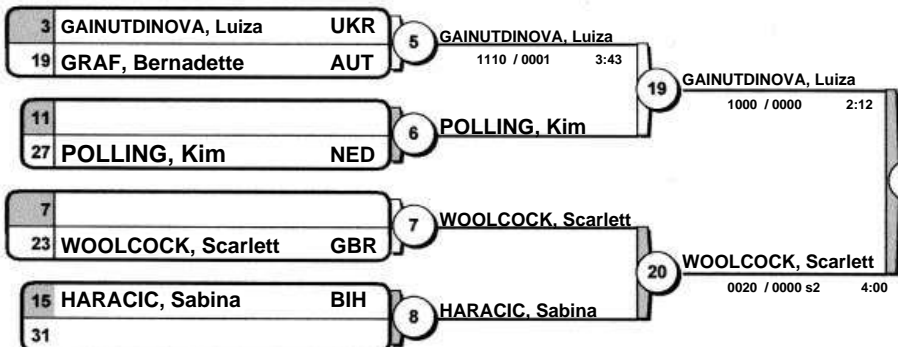 3 GAINUTDINOVA, Luiza UKR
19 GRAF, Bernadette AUT
5
GAINUTDINOVA, Luiza
1110 / 0001 3:43
11
27 POLLING, Kim NED
6
POLLING, Kim
19
GAINUTDINOVA, Luiza
1000 / 0000 2:12
7
23 WOOLCOCK, Scarlett GBR
7
WOOLCOCK, Scarlett
15 HARACIC, Sabina BIH
31
8
HARACIC, Sabina
20
WOOLCOCK, Scarlett
0020 / 0000 s2 4:00